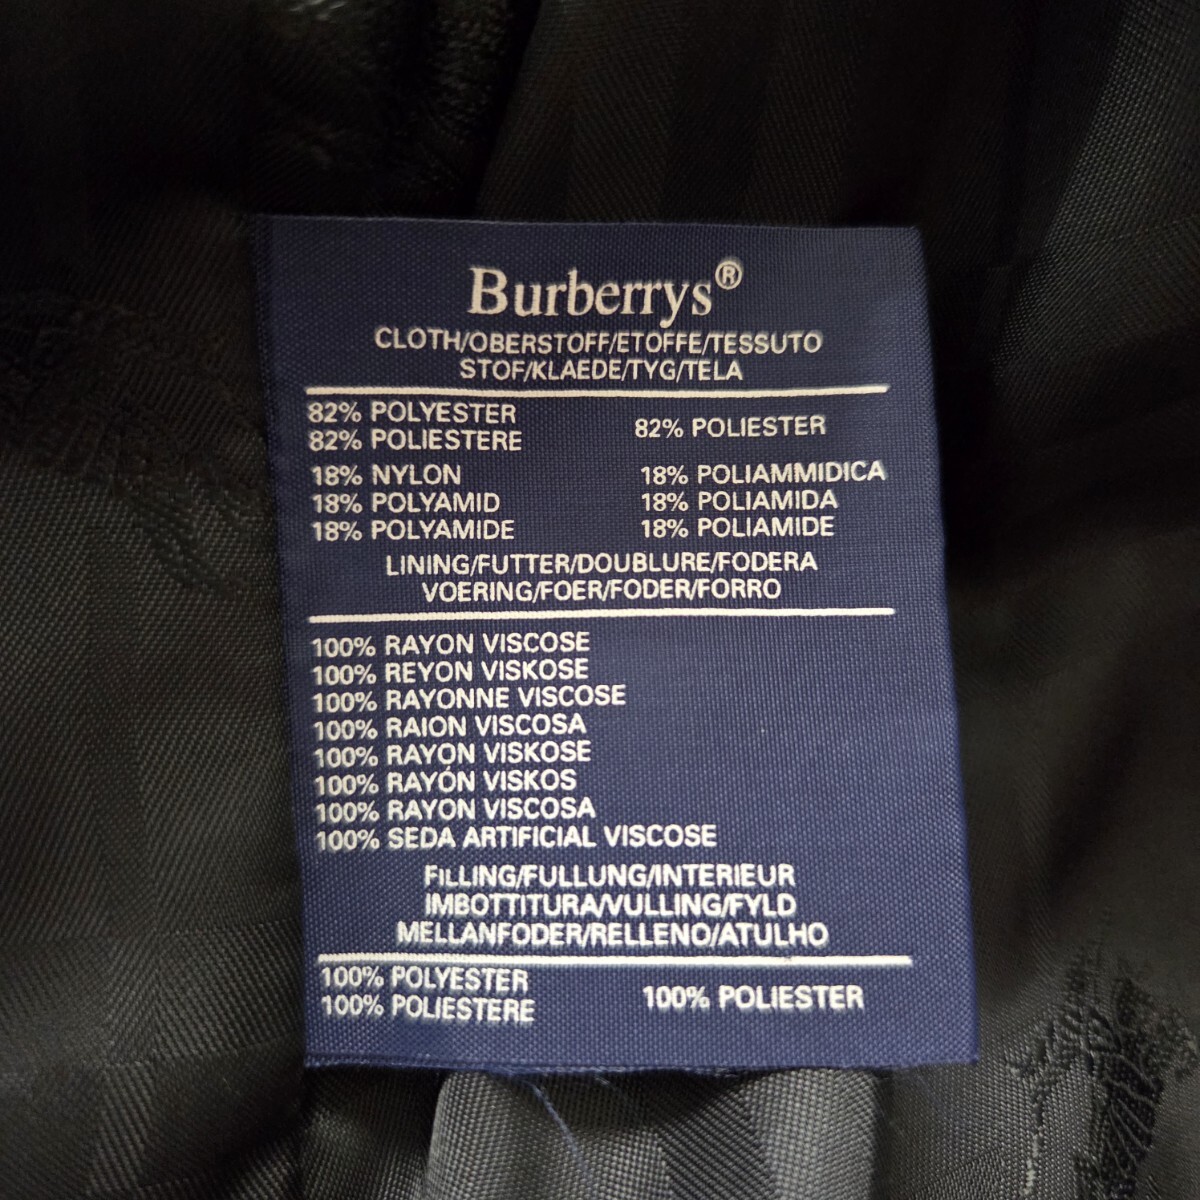 Burberrys®
CLOTH/OBERSTOFF/ETOFFE/TESSUTO
STOF/KLAEDE/TYG/TELA
82% POLYESTER
82% POLIESTERE
82% POLIESTER
18% NYLON
18% POLYAMID
18% POLYAMIDE
18% POLIAMMIDICA
18% POLIAMIDA
18% POLIAMIDE
LINING/FUTTER/DOUBLURE/FODERA
VOERING/FOER/FODER/FORRO
100% RAYON VISCOSE
100% REYON VISKOSE
100% RAYONNE VISCOSE
100% RAION VISCOSA
100% RAYON VISKOSE
100% RAYÓN VISKOS
100% RAYON VISCOSA
100% SEDA ARTIFICIAL VISCOSE
FILLING/FULLUNG/INTERIEUR
IMBOTTITURA/VULLING/FYLD
MELLANFODER/RELLENO/ATULHO
100% POLYESTER
100% POLIESTERE
100% POLIESTER